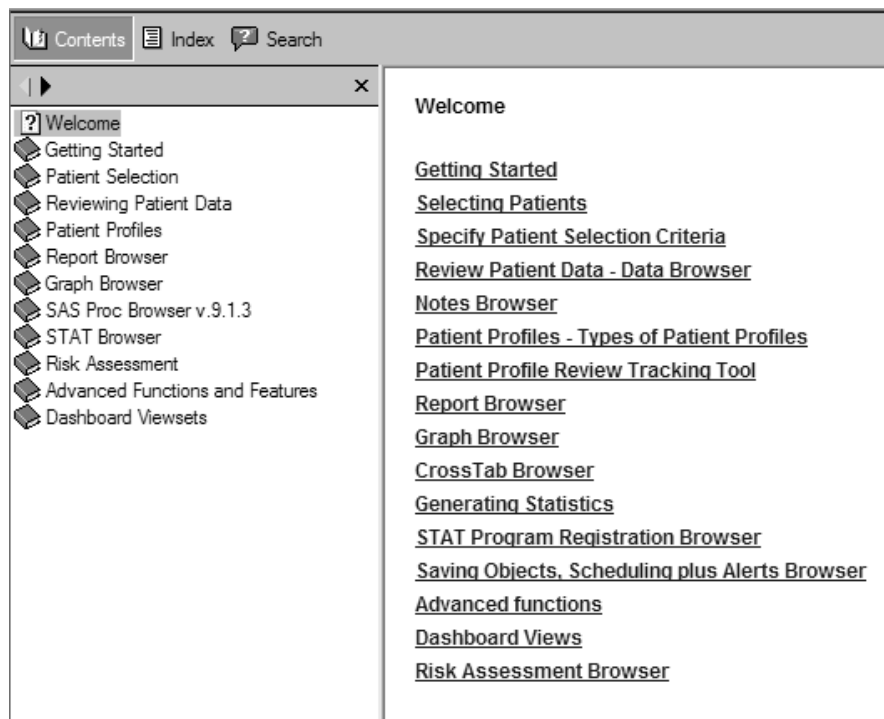 Contents Index Search
Welcome
Getting Started
Patient Selection
Reviewing Patient Data
Patient Profiles
Report Browser
Graph Browser
SAS Proc Browser v.9.1.3
STAT Browser
Risk Assessment
Advanced Functions and Features
Dashboard Viewsets
Welcome
Getting Started
Selecting Patients
Specify Patient Selection Criteria
Review Patient Data - Data Browser
Notes Browser
Patient Profiles - Types of Patient Profiles
Patient Profile Review Tracking Tool
Report Browser
Graph Browser
CrossTab Browser
Generating Statistics
STAT Program Registration Browser
Saving Objects, Scheduling plus Alerts Browser
Advanced functions
Dashboard Views
Risk Assessment Browser